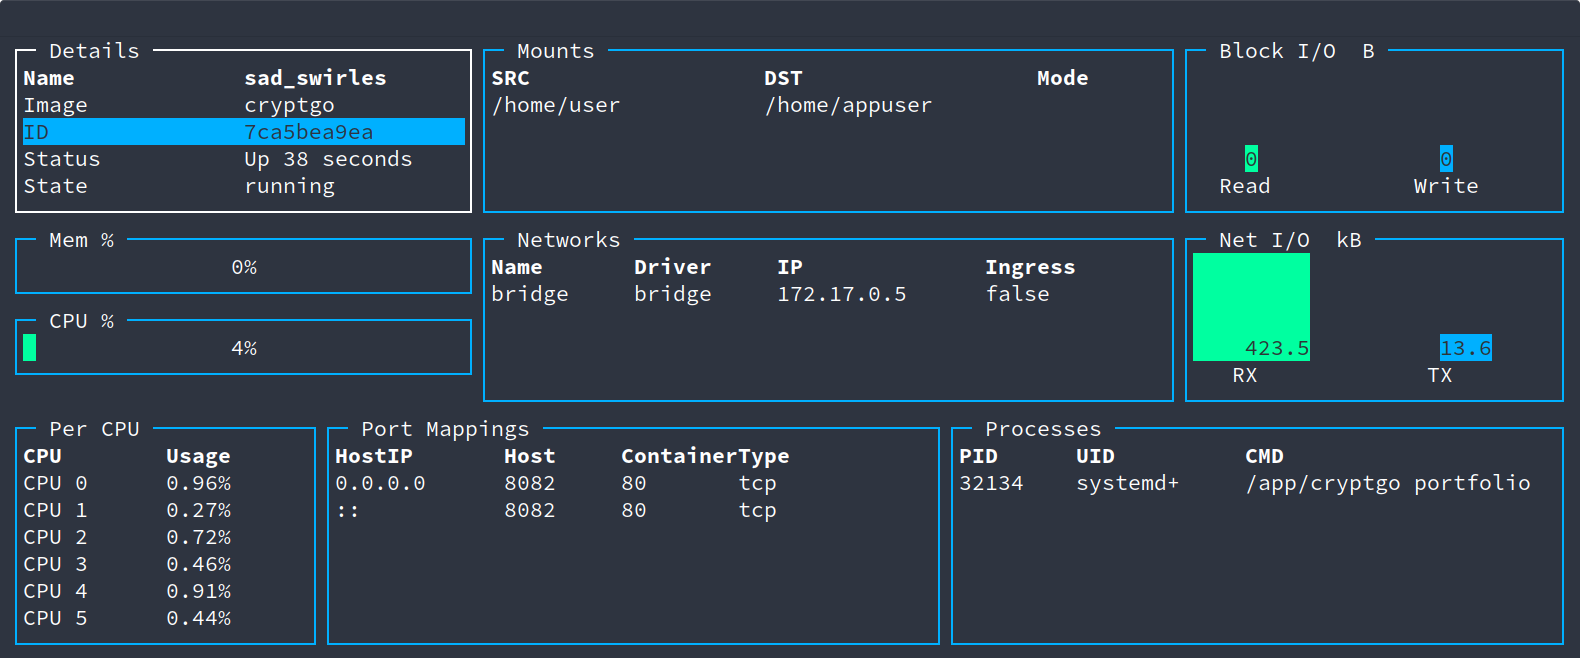 Details
Name sad_swirles
Image cryptgo
ID 7ca5bea9ea
Status Up 38 seconds
State running
Mounts
SRC DST Mode
/home/user /home/appuser
Block I/O B
0 0
Read Write
Mem %
0%
CPU %
4%
Networks
Name Driver IP Ingress
bridge bridge 172.17.0.5 false
Net I/O kB
423.5 13.6
RX TX
Per CPU
CPU Usage
CPU 0 0.96%
CPU 1 0.27%
CPU 2 0.72%
CPU 3 0.46%
CPU 4 0.91%
CPU 5 0.44%
Port Mappings
HostIP Host ContainerType
0.0.0.0 8082 80 tcp
:: 8082 80 tcp
Processes
PID UID CMD
32134 systemd+ /app/cryptgo portfolio